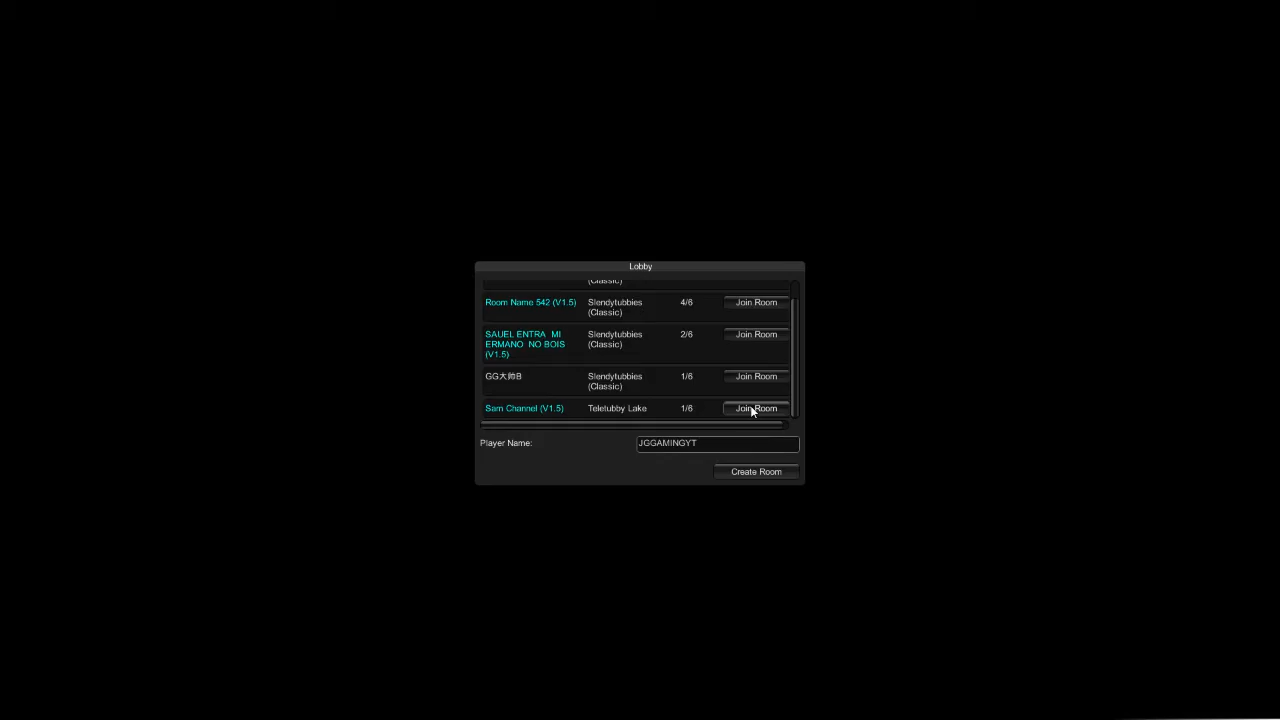 Lobby
(Classic)
Room Name 542 (V1.5) Slendytubbies 4/6 Join Room
(Classic)
SAUEL ENTRA MI Slendytubbies 2/6 Join Room
ERMANO NO BOIS (Classic)
(V1.5)
GG大帅B Slendytubbies 1/6 Join Room
(Classic)
Sam Channel (V1.5) Teletubby Lake 1/6 Join Room
Player Name: JGGAMINGYT
Create Room